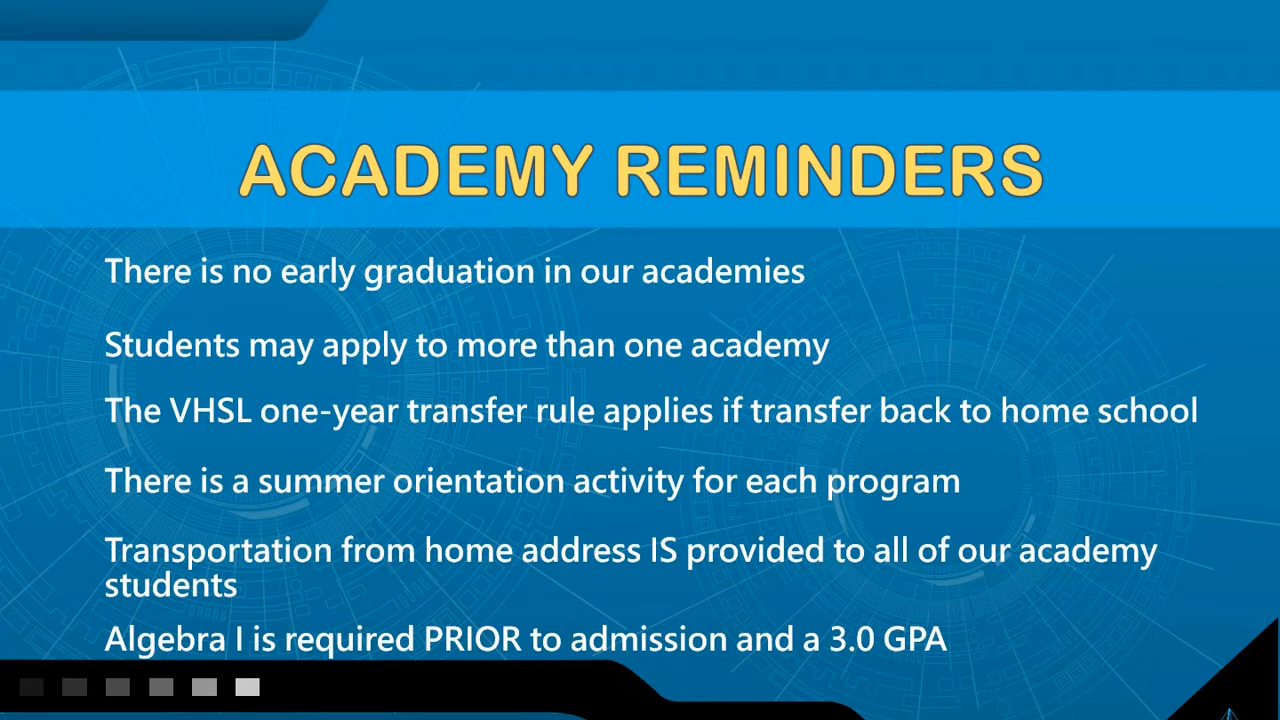 ACADEMY REMINDERS
There is no early graduation in our academies
Students may apply to more than one academy
The VHSL one-year transfer rule applies if transfer back to home school
There is a summer orientation activity for each program
Transportation from home address IS provided to all of our academy
students
Algebra I is required PRIOR to admission and a 3.0 GPA